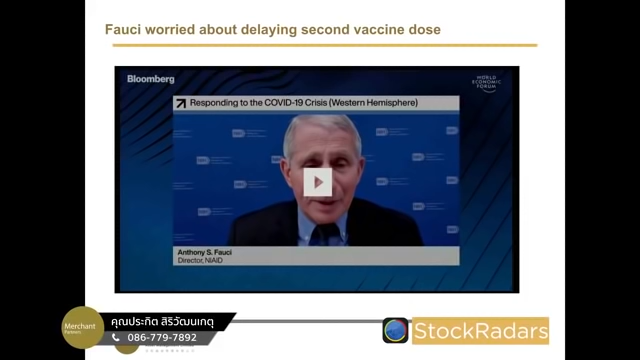 Fauci worried about delaying second vaccine dose
Bloomberg
WORLD
ECONOMIC
FORUM
Responding to the COVID-19 Crisis (Western Hemisphere)
Anthony S. Fauci
Director, NIAID
Merchant
Partners
คุณประกิต สิริวัฒนเกตุ
086-779-7892
StockRadars